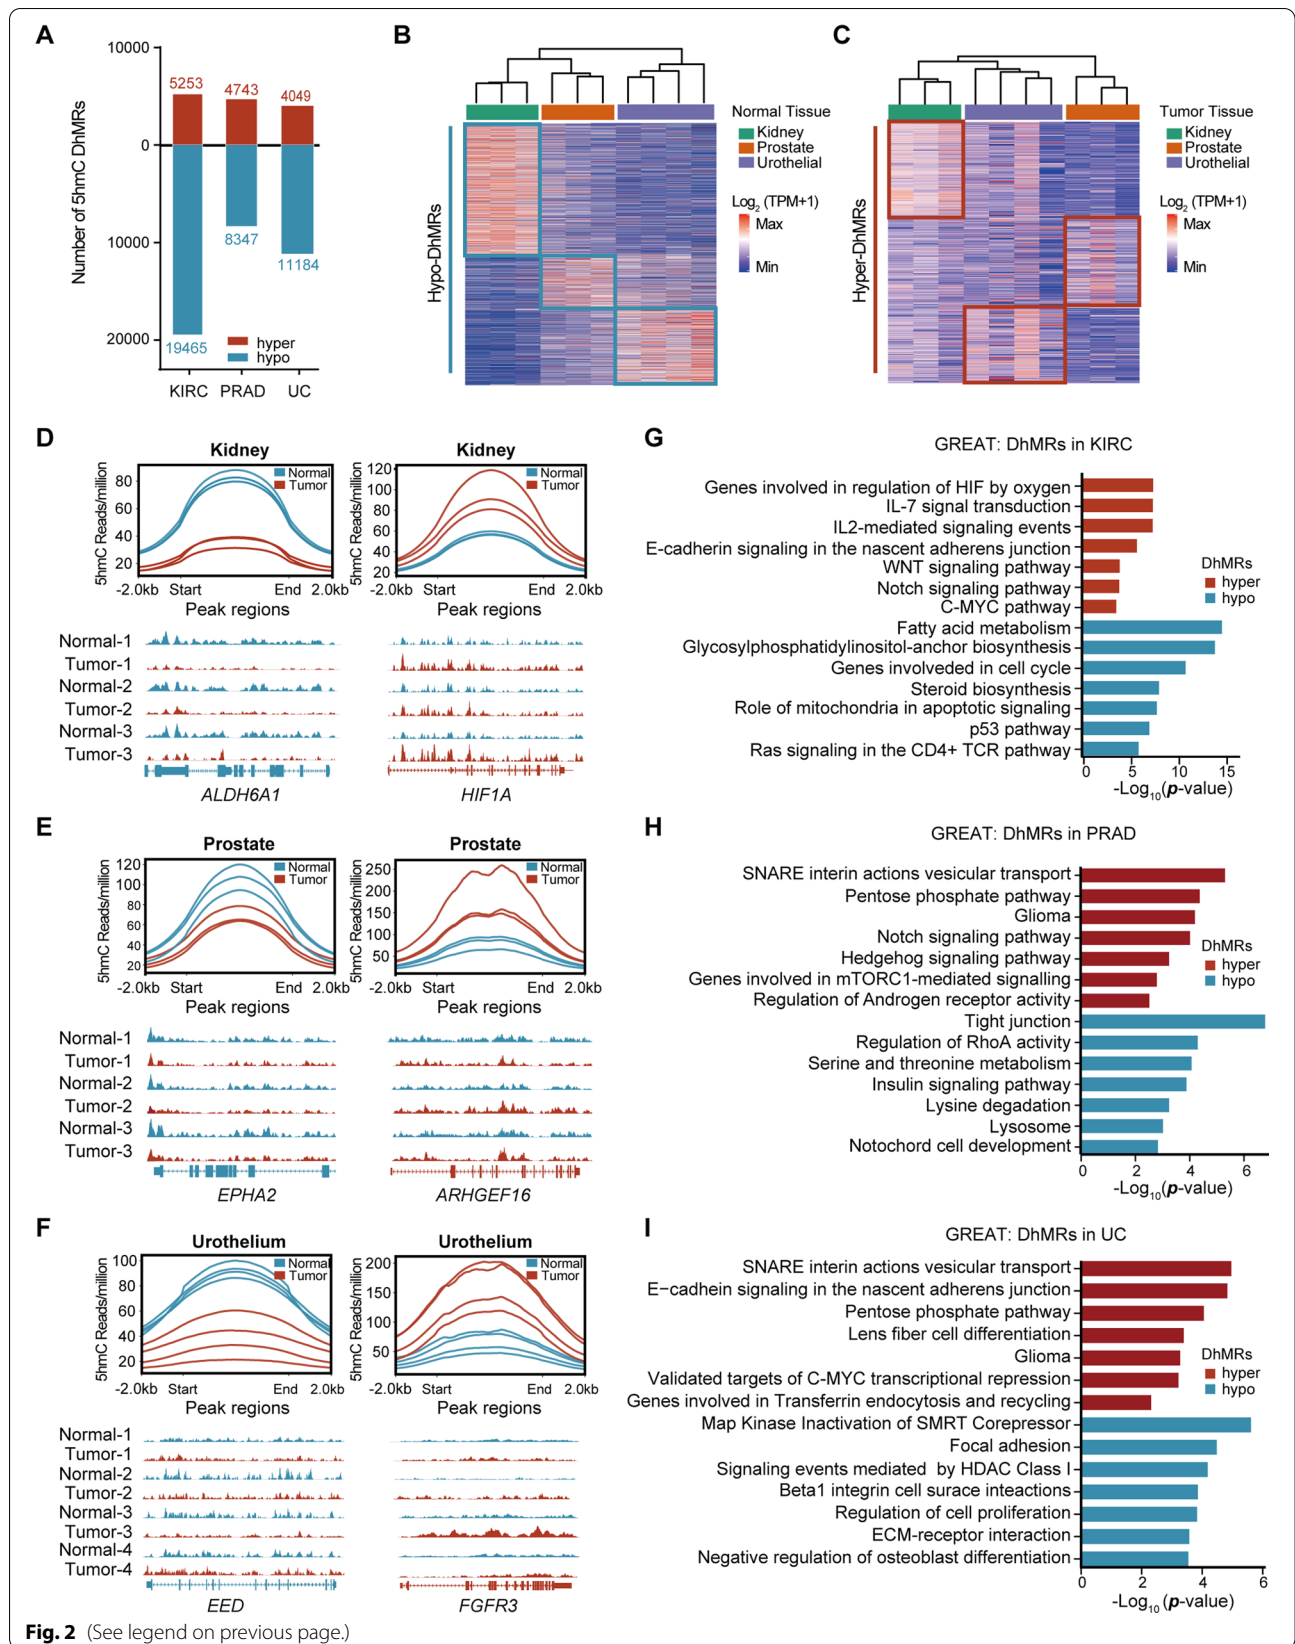 A
10000
0
10000
20000
Number of 5hmC DhMRs
5253
4743
4049
19465
8347
11184
hyper
hypo
KIRC
PRAD
UC
B
Hypo-DhMRs
Normal Tissue
Kidney
Prostate
Urothelial
Log2 (TPM+1)
Max
Min
C
Hyper-DhMRs
Tumor Tissue
Kidney
Prostate
Urothelial
Log2 (TPM+1)
Max
Min
D
Kidney
5hmC Reads/million
80
60
40
20
Normal
Tumor
-2.0kb Start End 2.0kb
Peak regions
Kidney
5hmC Reads/million
120
100
80
60
40
20
Normal
Tumor
-2.0kb Start End 2.0kb
Peak regions
Normal-1
Tumor-1
Normal-2
Tumor-2
Normal-3
Tumor-3
ALDH6A1
HIF1A
E
Prostate
5hmC Reads/million
120
100
80
60
40
20
Normal
Tumor
-2.0kb Start End 2.0kb
Peak regions
Prostate
5hmC Reads/million
250
200
150
100
50
Normal
Tumor
-2.0kb Start End 2.0kb
Peak regions
Normal-1
Tumor-1
Normal-2
Tumor-2
Normal-3
Tumor-3
EPHA2
ARHGEF16
F
Urothelium
5hmC Reads/million
100
80
60
40
20
Normal
Tumor
-2.0kb Start End 2.0kb
Peak regions
Urothelium
5hmC Reads/million
200
150
100
50
Normal
Tumor
-2.0kb Start End 2.0kb
Peak regions
Normal-1
Tumor-1
Normal-2
Tumor-2
Normal-3
Tumor-3
Normal-4
Tumor-4
EED
FGFR3
G
GREAT: DhMRs in KIRC
Genes involved in regulation of HIF by oxygen
IL-7 signal transduction
IL2-mediated signaling events
E-cadherin signaling in the nascent adherens junction
WNT signaling pathway
Notch signaling pathway
C-MYC pathway
Fatty acid metabolism
Glycosylphosphatidylinositol-anchor biosynthesis
Genes involveded in cell cycle
Steroid biosynthesis
Role of mitochondria in apoptotic signaling
p53 pathway
Ras signaling in the CD4+ TCR pathway
DhMRs
hyper
hypo
0 5 10 15
-Log10(p-value)
H
GREAT: DhMRs in PRAD
SNARE interin actions vesicular transport
Pentose phosphate pathway
Glioma
Notch signaling pathway
Hedgehog signaling pathway
Genes involved in mTORC1-mediated signalling
Regulation of Androgen receptor activity
Tight junction
Regulation of RhoA activity
Serine and threonine metabolism
Insulin signaling pathway
Lysine degadation
Lysosome
Notochord cell development
DhMRs
hyper
hypo
0 2 4 6
-Log10(p-value)
I
GREAT: DhMRs in UC
SNARE interin actions vesicular transport
E−cadhein signaling in the nascent adherens junction
Pentose phosphate pathway
Lens fiber cell differentiation
Glioma
Validated targets of C-MYC transcriptional repression
Genes involved in Transferrin endocytosis and recycling
Map Kinase Inactivation of SMRT Corepressor
Focal adhesion
Signaling events mediated by HDAC Class I
Beta1 integrin cell surace inteactions
Regulation of cell proliferation
ECM-receptor interaction
Negative regulation of osteoblast differentiation
DhMRs
hyper
hypo
0 2 4 6
-Log10 (p-value)
Fig. 2 (See legend on previous page.)